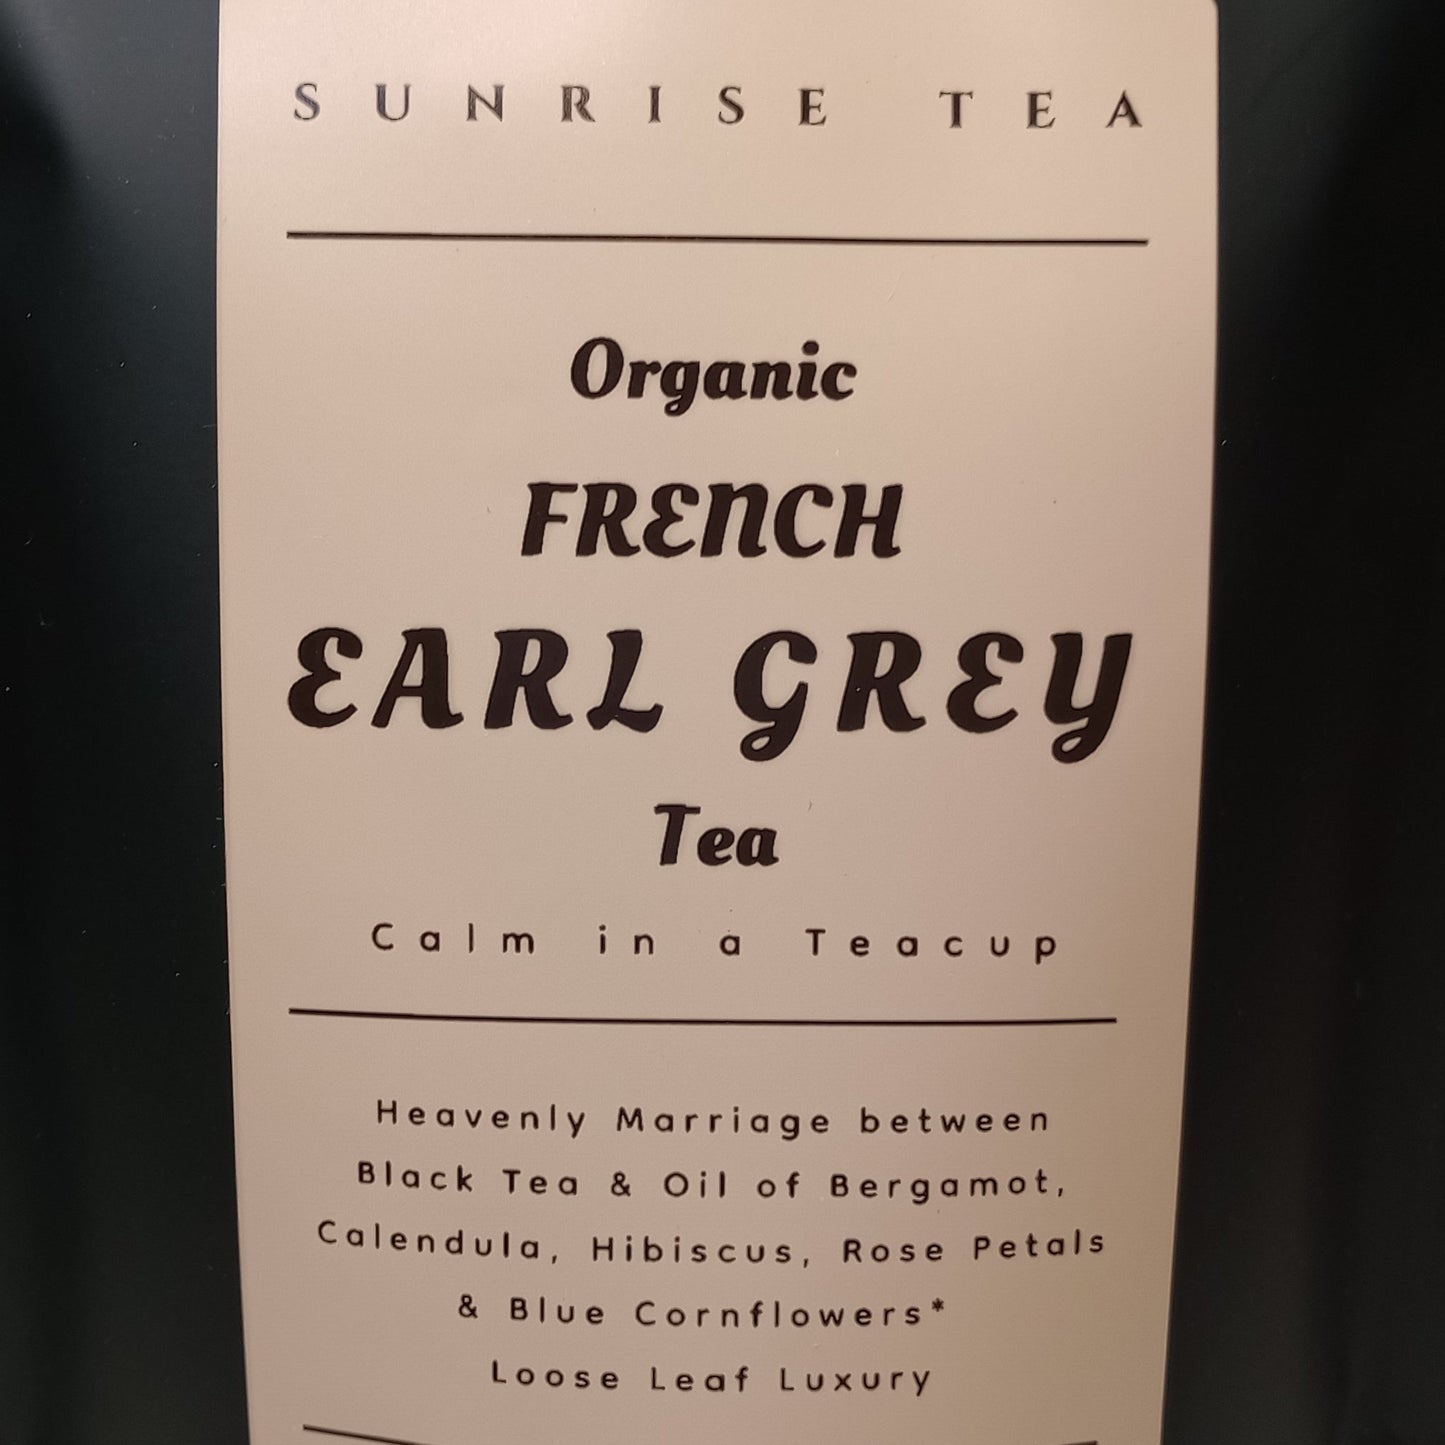 SUNRISE TEA
Organic
FRENCH
EARL GREY
Tea
Calm in a Teacup
Heavenly Marriage between
Black Tea & Oil of Bergamot,
Calendula, Hibiscus, Rose Petals
& Blue Cornflowers*
Loose Leaf Luxury